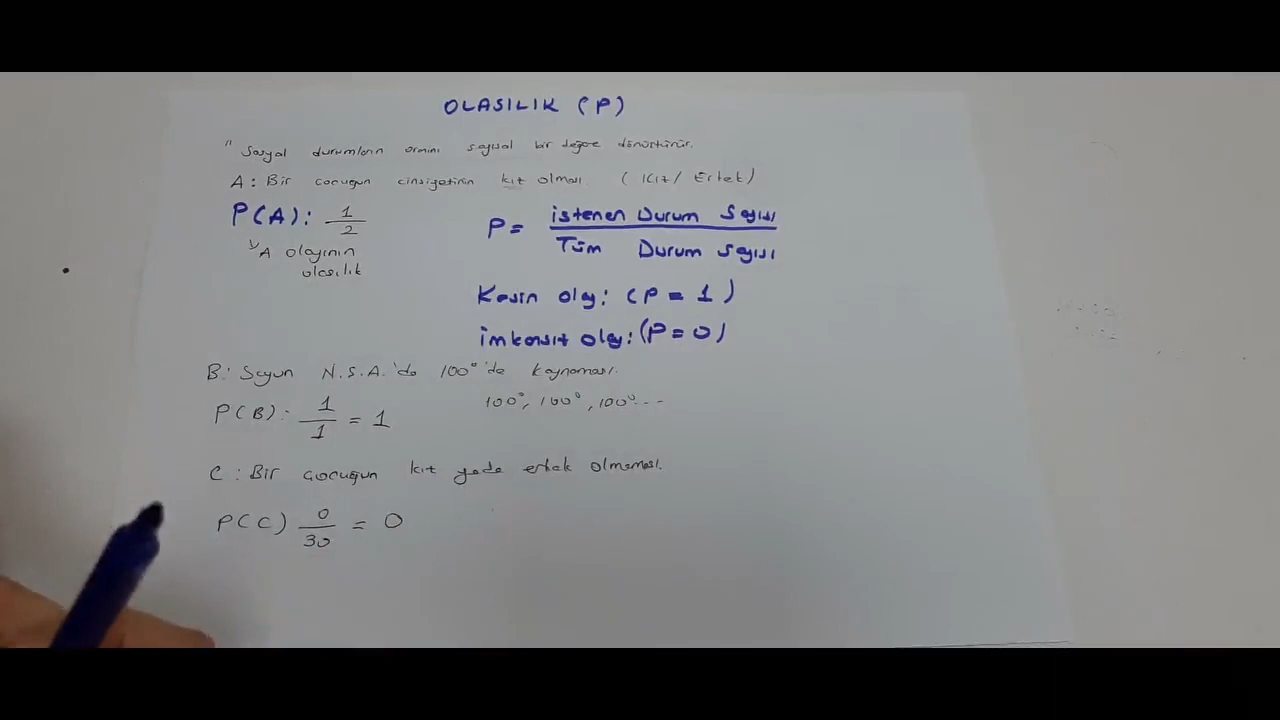 OLASILIK (P)
" Sosyal durumların oranını sayısal bir değere dönüştürür.
A : Bir çocuğun cinsiyetinin kız olması. ( Kız / Erkek )
P(A) : 1/2
A olayının
olasılık
P = istenen Durum Sayısı / Tüm Durum Sayısı
Kesin olay : (P = 1)
imkansız olay : (P = 0)
B : Suyun N.S.A.'da 100°'de kaynaması.
P(B) : 1/1 = 1
100°, 100°, 100°...
C : Bir çocuğun kız yada erkek olmaması.
P(C) 0/30 = 0